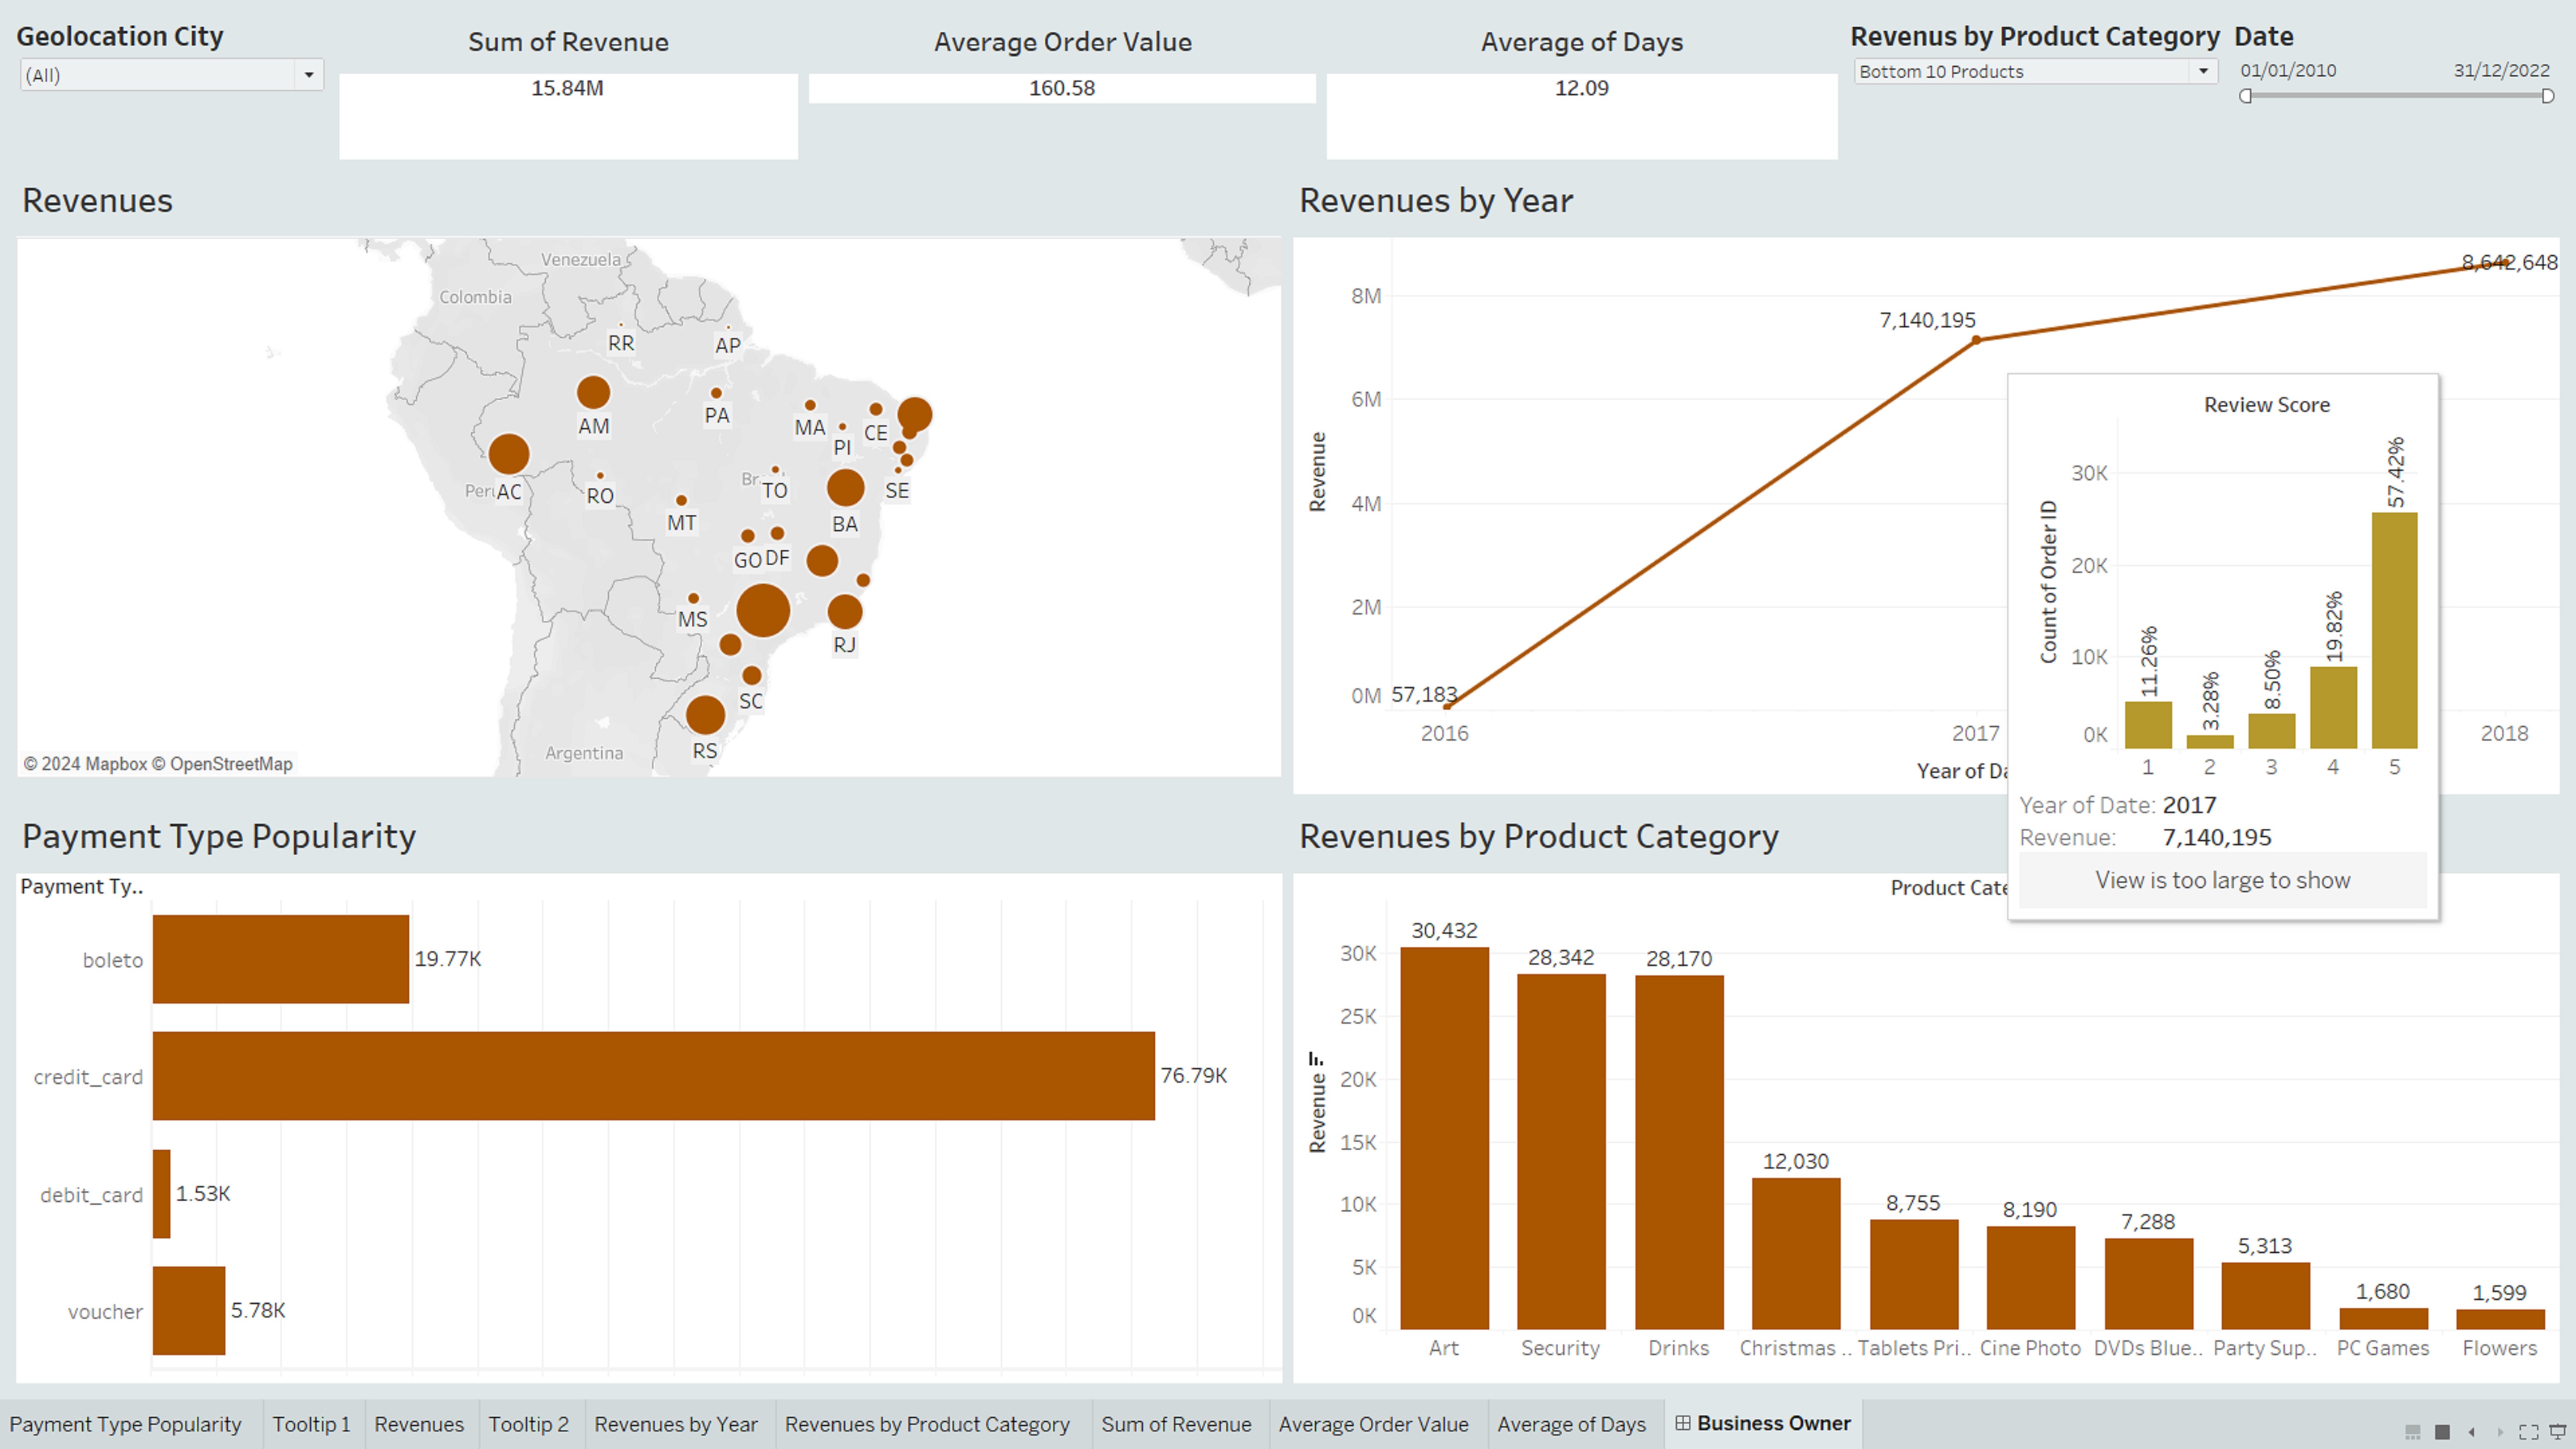 Geolocation City
(All)
Sum of Revenue
15.84M
Average Order Value
160.58
Average of Days
12.09
Revenus by Product Category
Bottom 10 Products
Date
01/01/2010
31/12/2022
Revenues
Venezuela
Colombia
RR
AP
AM
PA
MA
PI
CE
Peru
AC
RO
Br
TO
SE
MT
BA
GO
DF
MS
RJ
SC
RS
Argentina
© 2024 Mapbox © OpenStreetMap
Revenues by Year
Revenue
8M
6M
4M
2M
0M
57,183
7,140,195
8,642,648
2016
2017
2018
Year of Da
Review Score
Count of Order ID
30K
20K
10K
0K
11.26%
3.28%
8.50%
19.82%
57.42%
1
2
3
4
5
Year of Date: 2017
Revenue: 7,140,195
View is too large to show
Payment Type Popularity
Payment Ty..
boleto
19.77K
credit_card
76.79K
debit_card
1.53K
voucher
5.78K
Revenues by Product Category
Product Cate
Revenue
30K
25K
20K
15K
10K
5K
0K
30,432
28,342
28,170
12,030
8,755
8,190
7,288
5,313
1,680
1,599
Art
Security
Drinks
Christmas ..
Tablets Pri..
Cine Photo
DVDs Blue..
Party Sup..
PC Games
Flowers
Payment Type Popularity
Tooltip 1
Revenues
Tooltip 2
Revenues by Year
Revenues by Product Category
Sum of Revenue
Average Order Value
Average of Days
Business Owner